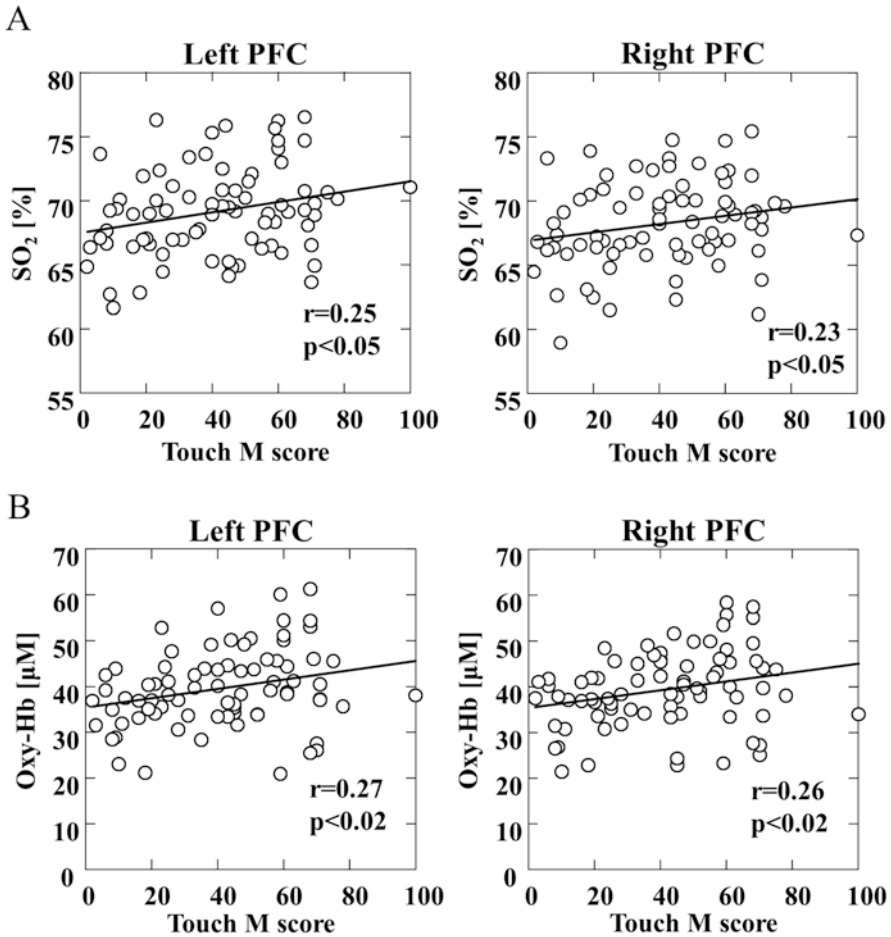 A
Left PFC
80
75
70
65
60
55
SO2 [%]
0 20 40 60 80 100
Touch M score
r=0.25
p<0.05
Right PFC
80
75
70
65
60
55
SO2 [%]
0 20 40 60 80 100
Touch M score
r=0.23
p<0.05
B
Left PFC
70
60
50
40
30
20
10
0
Oxy-Hb [μM]
0 20 40 60 80 100
Touch M score
r=0.27
p<0.02
Right PFC
70
60
50
40
30
20
10
0
Oxy-Hb [μM]
0 20 40 60 80 100
Touch M score
r=0.26
p<0.02